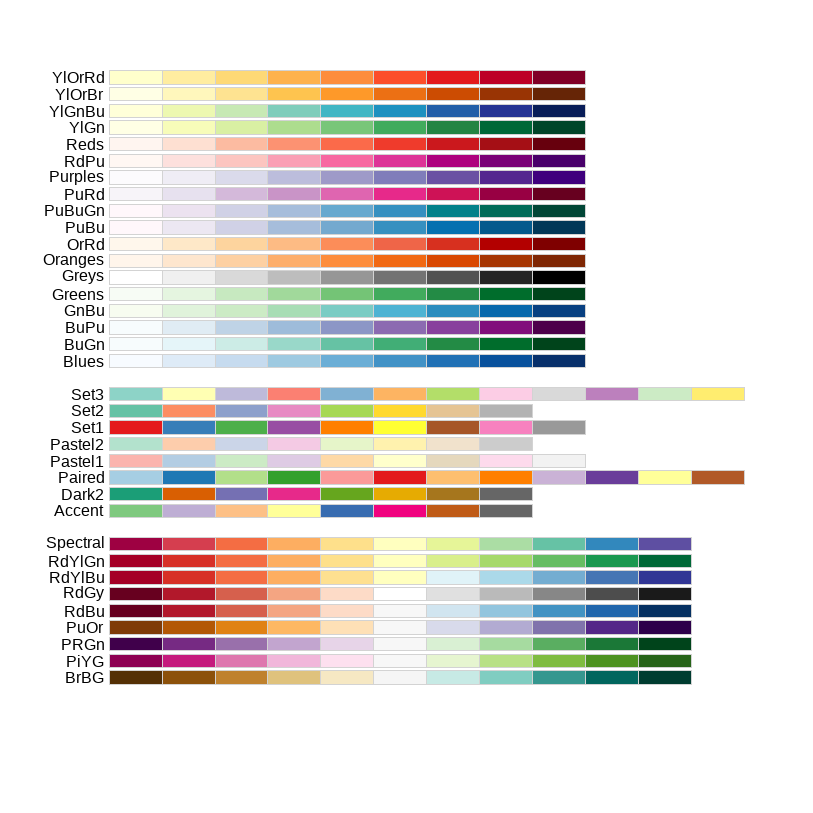 YlOrRd
YlOrBr
YlGnBu
YlGn
Reds
RdPu
Purples
PuRd
PuBuGn
PuBu
OrRd
Oranges
Greys
Greens
GnBu
BuPu
BuGn
Blues
Set3
Set2
Set1
Pastel2
Pastel1
Paired
Dark2
Accent
Spectral
RdYlGn
RdYlBu
RdGy
RdBu
PuOr
PRGn
PiYG
BrBG